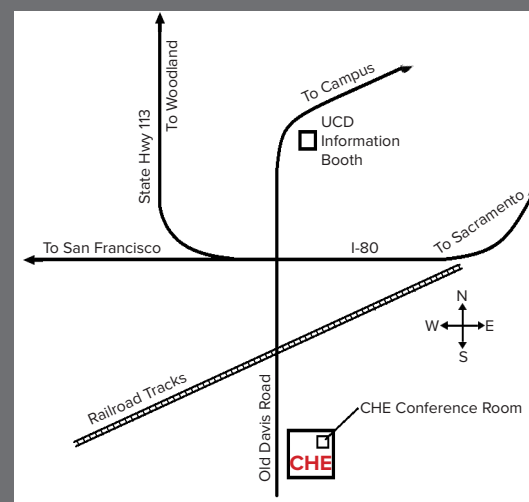 To Woodland
State Hwy 113
To Campus
UCD
Information
Booth
To San Francisco
I-80
To Sacramento
N
W E
S
Railroad Tracks
Old Davis Road
CHE Conference Room
CHE